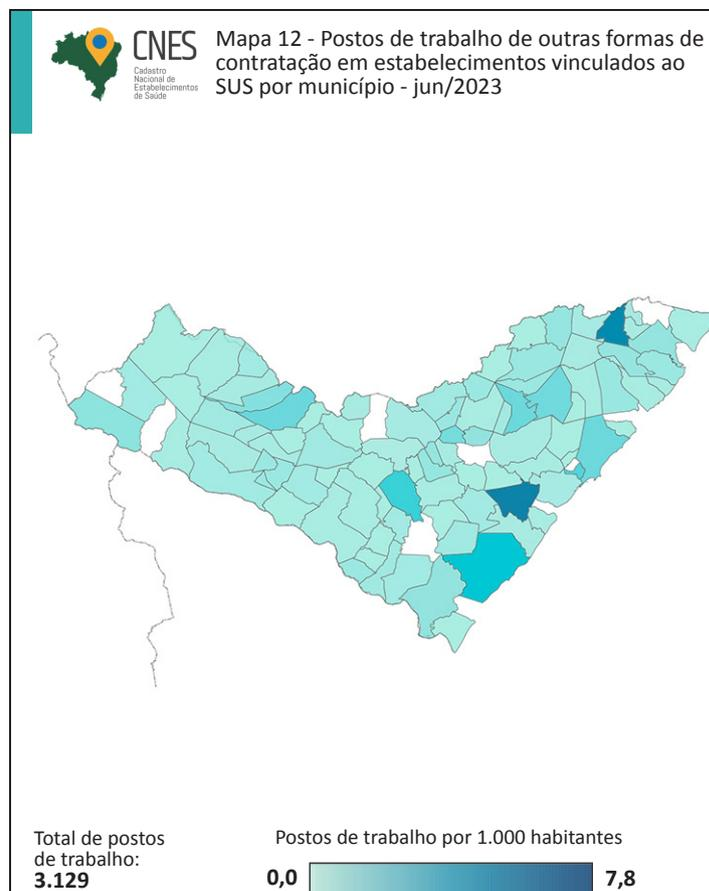 CNES
Cadastro
Nacional de
Estabelecimentos
de Saúde
Mapa 12 - Postos de trabalho de outras formas de
contratação em estabelecimentos vinculados ao
SUS por município - jun/2023
Total de postos
de trabalho:
3.129
Postos de trabalho por 1.000 habitantes
0,0
7,8